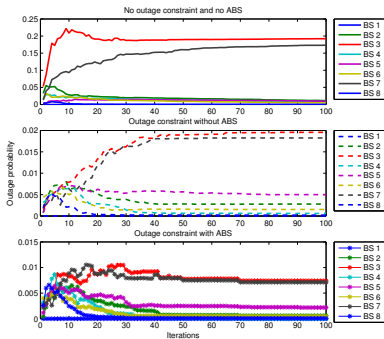 No outage constraint and no ABS
0.25
0.2
0.15
0.1
0.05
0
0 10 20 30 40 50 60 70 80 90 100
BS 1
BS 2
BS 3
BS 4
BS 5
BS 6
BS 7
BS 8
Outage constraint without ABS
Outage probability
0.02
0.015
0.01
0.005
0
0 10 20 30 40 50 60 70 80 90 100
BS 1
BS 2
BS 3
BS 4
BS 5
BS 6
BS 7
BS 8
Outage constraint with ABS
0.015
0.01
0.005
0
0 10 20 30 40 50 60 70 80 90 100
Iterations
BS 1
BS 2
BS 3
BS 4
BS 5
BS 6
BS 7
BS 8